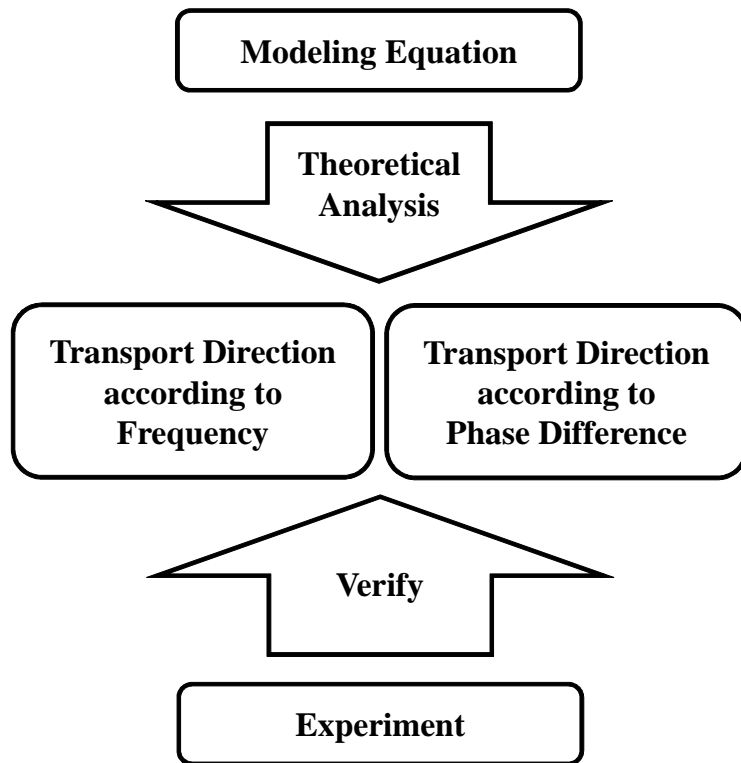 Modeling Equation
Theoretical
Analysis
Transport Direction
according to
Frequency
Transport Direction
according to
Phase Difference
Verify
Experiment